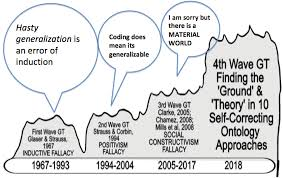 Hasty
generalization is
an error of
induction
Coding does
mean its
generalizable
I am sorry but
there is a
MATERIAL
WORLD
First Wave GT
Glaser & Strauss,
1967
INDUCTIVE FALLACY
1967-1993
2nd Wave GT
Strauss & Corbin,
1994
POSITIVISM
FALLACY
1994-2004
3rd Wave GT
Clarke, 2005;
Charmez, 2008;
Mills et al. 2008
SOCIAL
CONSTRUCTIVISM
FALLACY
2005-2017
4th Wave GT
Finding the
'Ground' &
'Theory' in 10
Self-Correcting
Ontology
Approaches
2018